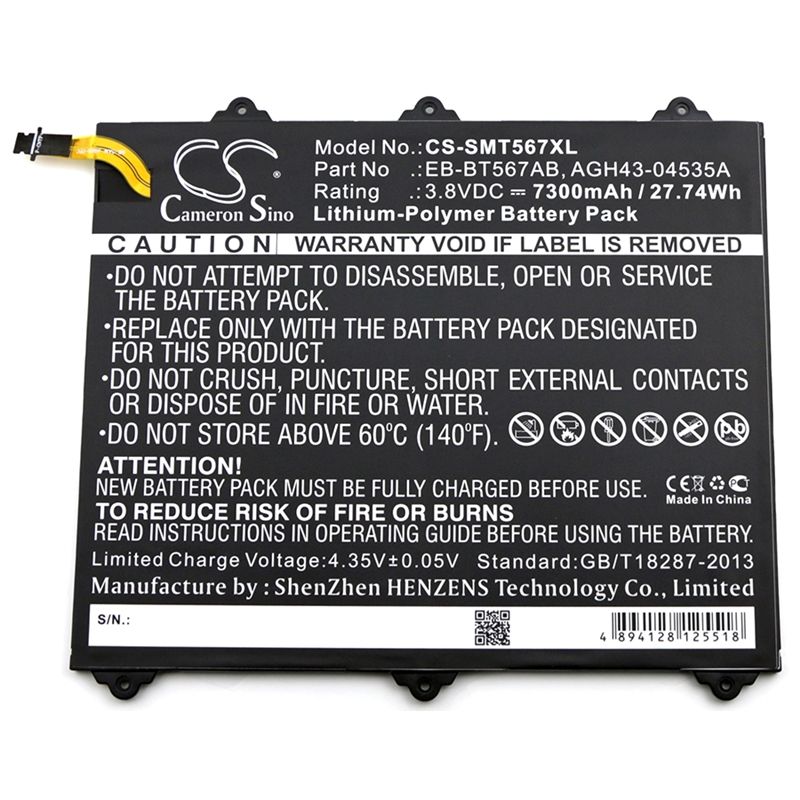 CS
Cameron Sino
Model No.:CS-SMT567XL
Part No :EB-BT567AB, AGH43-04535A
Rating :3.8VDC ⎓ 7300mAh / 27.74Wh
Lithium-Polymer Battery Pack
CAUTION WARRANTY VOID IF LABEL IS REMOVED
•DO NOT ATTEMPT TO DISASSEMBLE, OPEN OR SERVICE
THE BATTERY PACK.
•REPLACE ONLY WITH THE BATTERY PACK DESIGNATED
FOR THIS PRODUCT.
•DO NOT CRUSH, PUNCTURE, SHORT EXTERNAL CONTACTS
OR DISPOSE OF IN FIRE OR WATER.
•DO NOT STORE ABOVE 60°C (140°F).
Pb
ATTENTION!
NEW BATTERY PACK MUST BE FULLY CHARGED BEFORE USE!
TO REDUCE RISK OF FIRE OR BURNS
READ INSTRUCTIONS ON OPERATING GUIDE BEFORE USING.
CE
Made In China
Limited Charge Voltage:4.35V±0.05V Standard:GB/T18287-2013
Manufacture by : ShenZhen HENZENS Technology Co., Ltd.
S/N.:
4 894128 125518